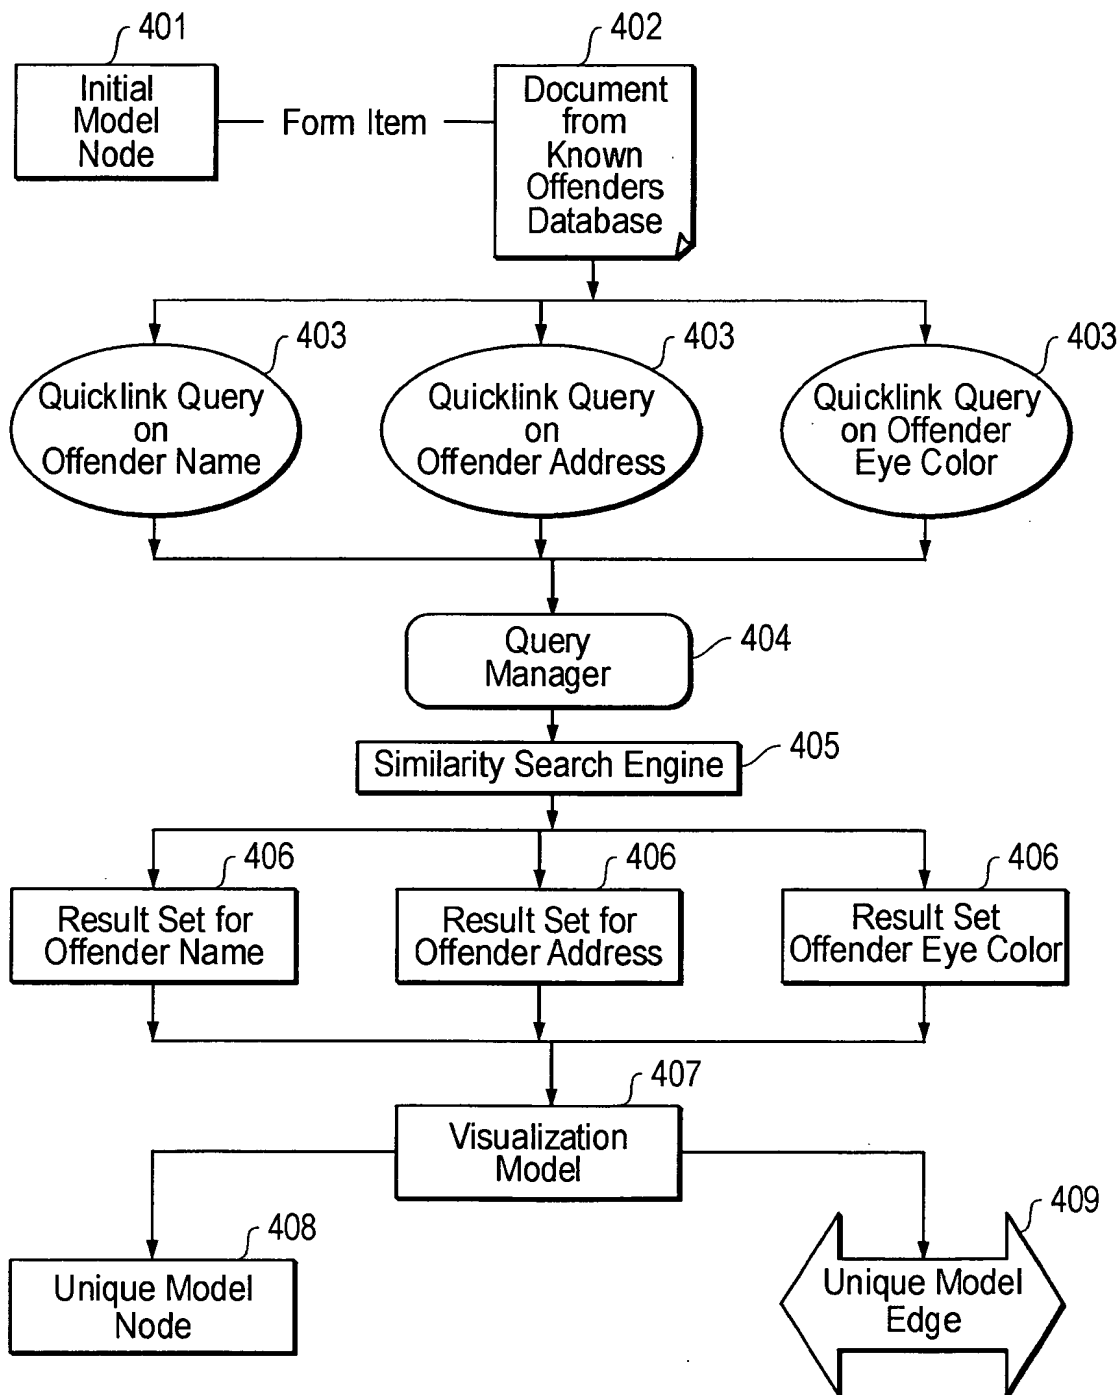 401
402
Initial
Model
Node
Form Item
Document
from
Known
Offenders
Database
403
403
403
Quicklink Query
on
Offender Name
Quicklink Query
on
Offender Address
Quicklink Query
on Offender
Eye Color
Query
Manager
404
Similarity Search Engine
405
406
406
406
Result Set for
Offender Name
Result Set for
Offender Address
Result Set
Offender Eye Color
407
Visualization
Model
408
409
Unique Model
Node
Unique Model
Edge